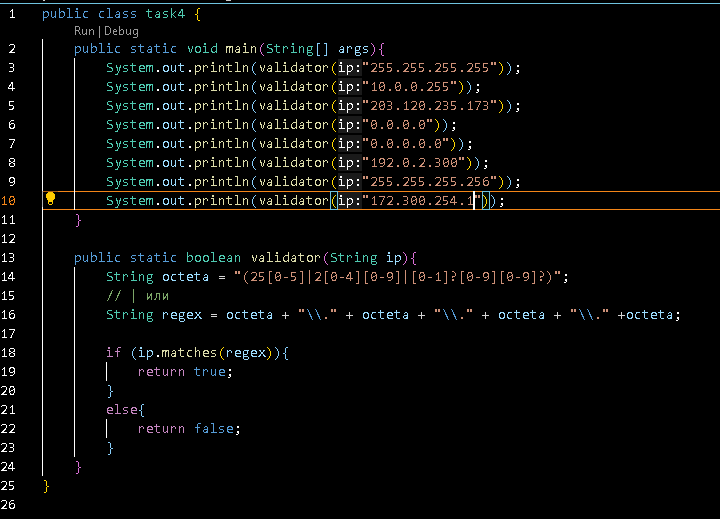 1 public class task4 {
Run | Debug
2 public static void main(String[] args){
3 System.out.println(validator(ip:"255.255.255.255"));
4 System.out.println(validator(ip:"10.0.0.255"));
5 System.out.println(validator(ip:"203.120.235.173"));
6 System.out.println(validator(ip:"0.0.0.0"));
7 System.out.println(validator(ip:"0.0.0.0.0"));
8 System.out.println(validator(ip:"192.0.2.300"));
9 System.out.println(validator(ip:"255.255.255.256"));
10 System.out.println(validator(ip:"172.300.254.1"));
11 }
12
13 public static boolean validator(String ip){
14 String octeta = "(25[0-5]|2[0-4][0-9]|[0-1]?[0-9][0-9]?)";
15 // | или
16 String regex = octeta + "\\." + octeta + "\\." + octeta + "\\." +octeta;
17
18 if (ip.matches(regex)){
19 return true;
20 }
21 else{
22 return false;
23 }
24 }
25 }
26